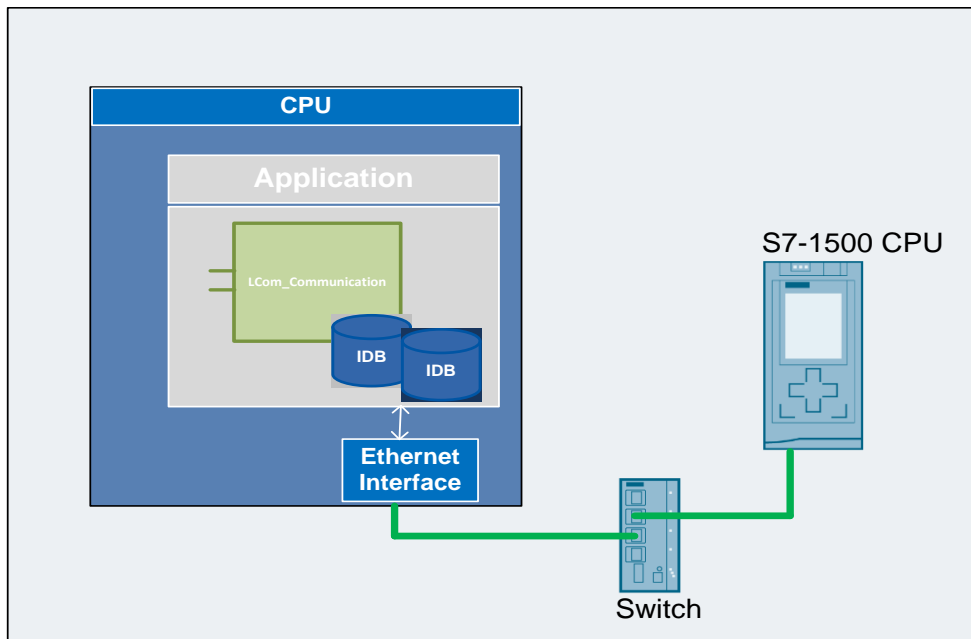 CPU
Application
LCom_Communication
IDB
IDB
Ethernet
Interface
S7-1500 CPU
Switch